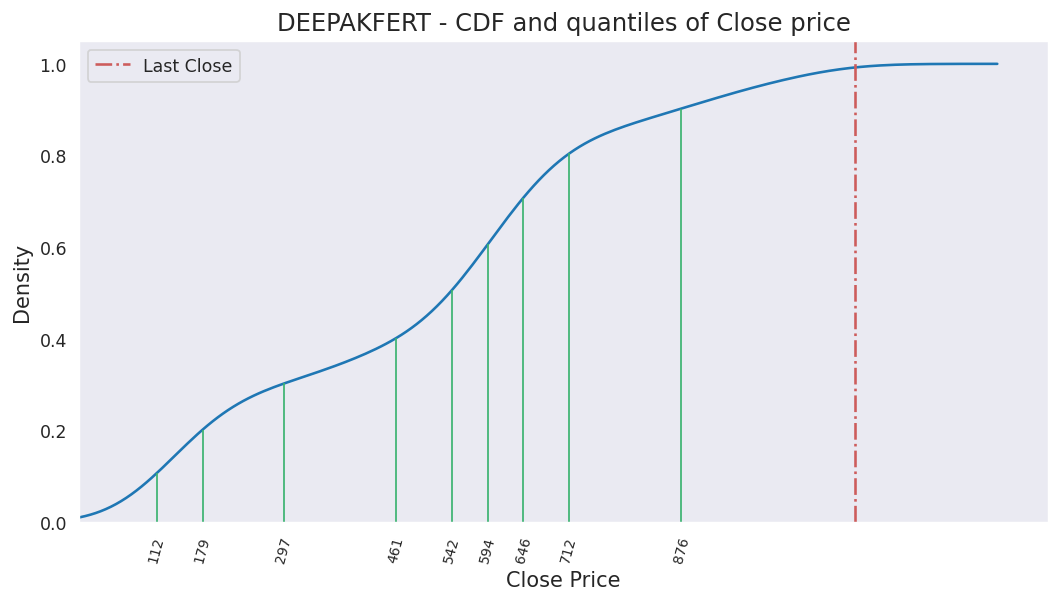 DEEPAKFERT - CDF and quantiles of Close price
Last Close
Density
1.0
0.8
0.6
0.4
0.2
0.0
112 179 297 461 542 594 646 712 876
Close Price